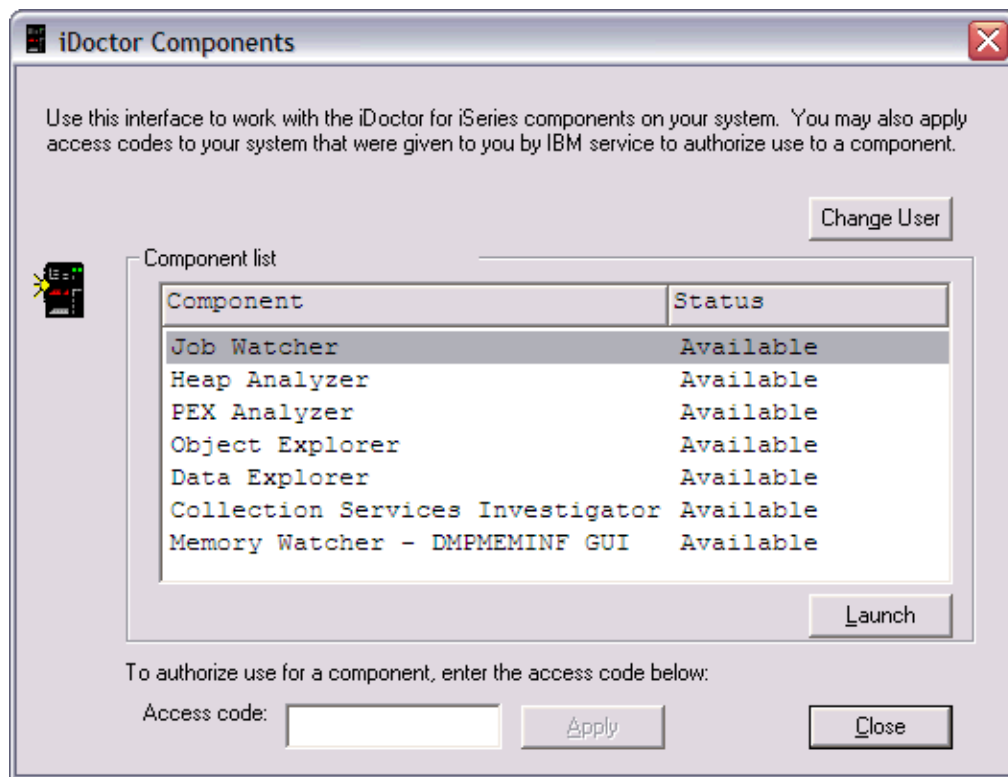 iDoctor Components
Use this interface to work with the iDoctor for iSeries components on your system. You may also apply
access codes to your system that were given to you by IBM service to authorize use to a component.
Change User
Component list
Component Status
Job Watcher Available
Heap Analyzer Available
PEX Analyzer Available
Object Explorer Available
Data Explorer Available
Collection Services Investigator Available
Memory Watcher - DMPMEMINF GUI Available
Launch
To authorize use for a component, enter the access code below:
Access code: Apply Close